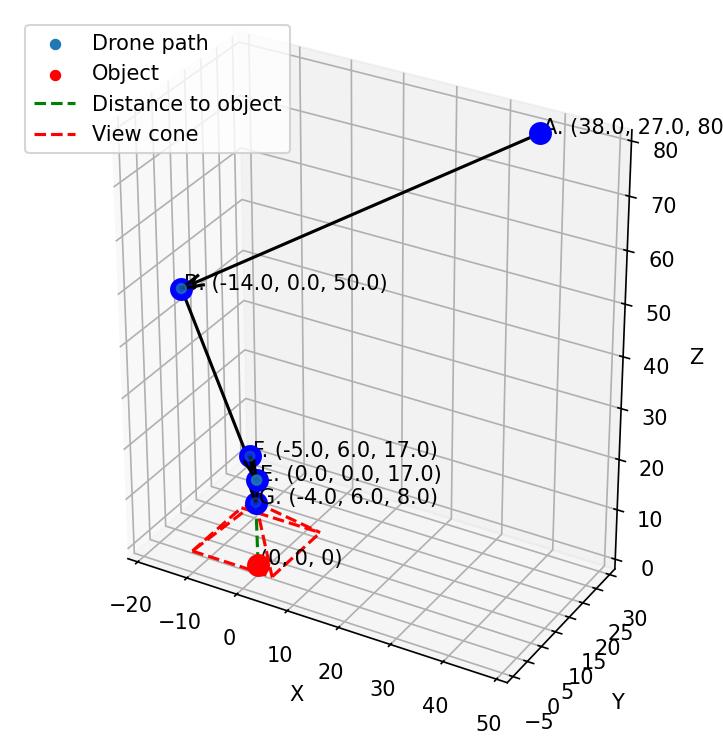 Drone path
Object
Distance to object
View cone
A. (38.0, 27.0, 80
(-14.0, 0.0, 50.0)
F. (-5.0, 6.0, 17.0)
E. (0.0, 0.0, 17.0)
G. (-4.0, 6.0, 8.0)
(0, 0, 0)
80
70
60
50
40
30
20
10
0
Z
−20
−10
0
10
20
30
40
50
X
−5
0
5
10
15
20
25
30
Y